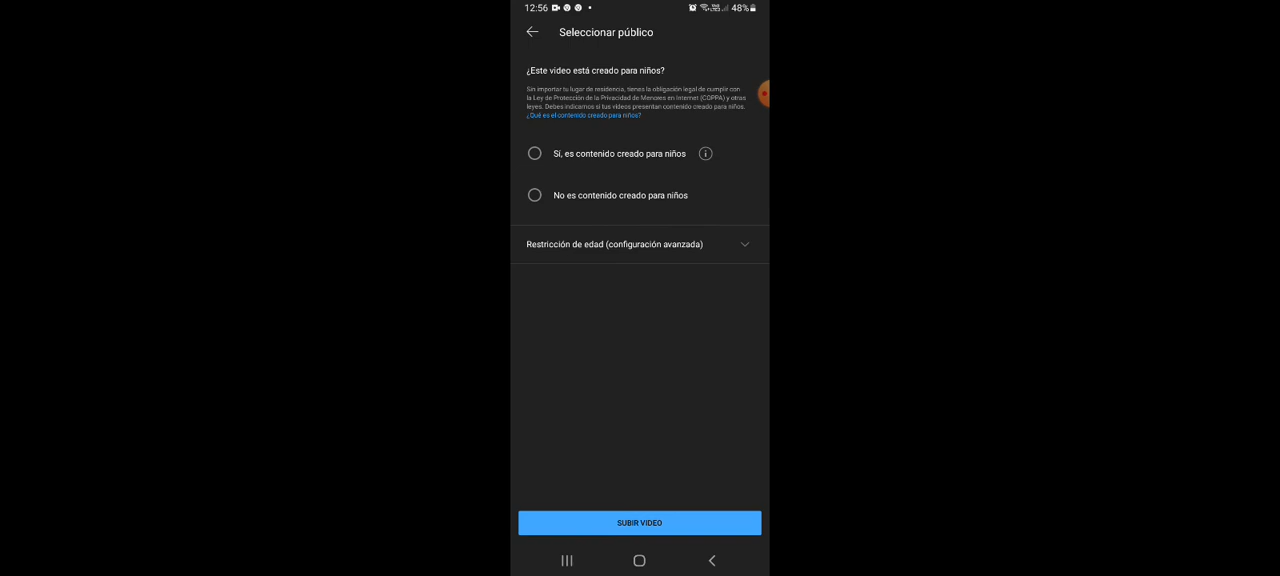 12:56
48%
Seleccionar público
¿Este video está creado para niños?
Sin importar tu lugar de residencia, tienes la obligación legal de cumplir con
la Ley de Protección de la Privacidad de Menores en Internet (COPPA) y otras
leyes. Debes indicarnos si tus videos presentan contenido creado para niños.
¿Qué es el contenido creado para niños?
Sí, es contenido creado para niños
No es contenido creado para niños
Restricción de edad (configuración avanzada)
SUBIR VIDEO